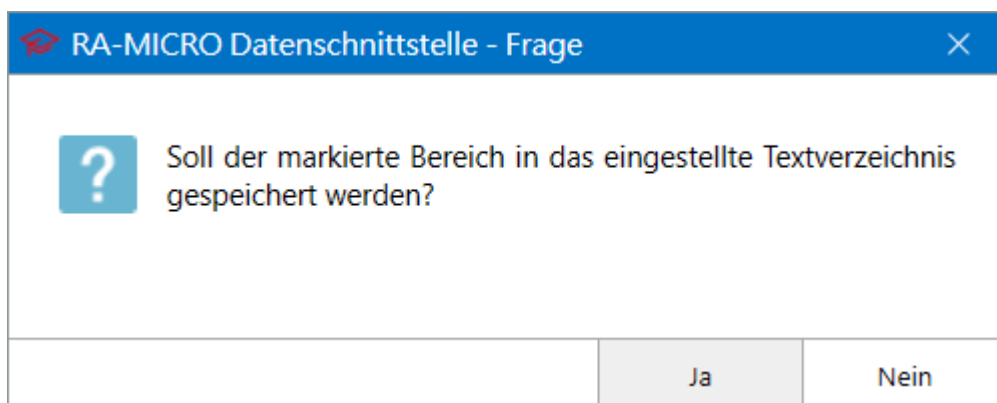 RA-MICRO Datenschnittstelle - Frage
Soll der markierte Bereich in das eingestellte Textverzeichnis
gespeichert werden?
Ja
Nein